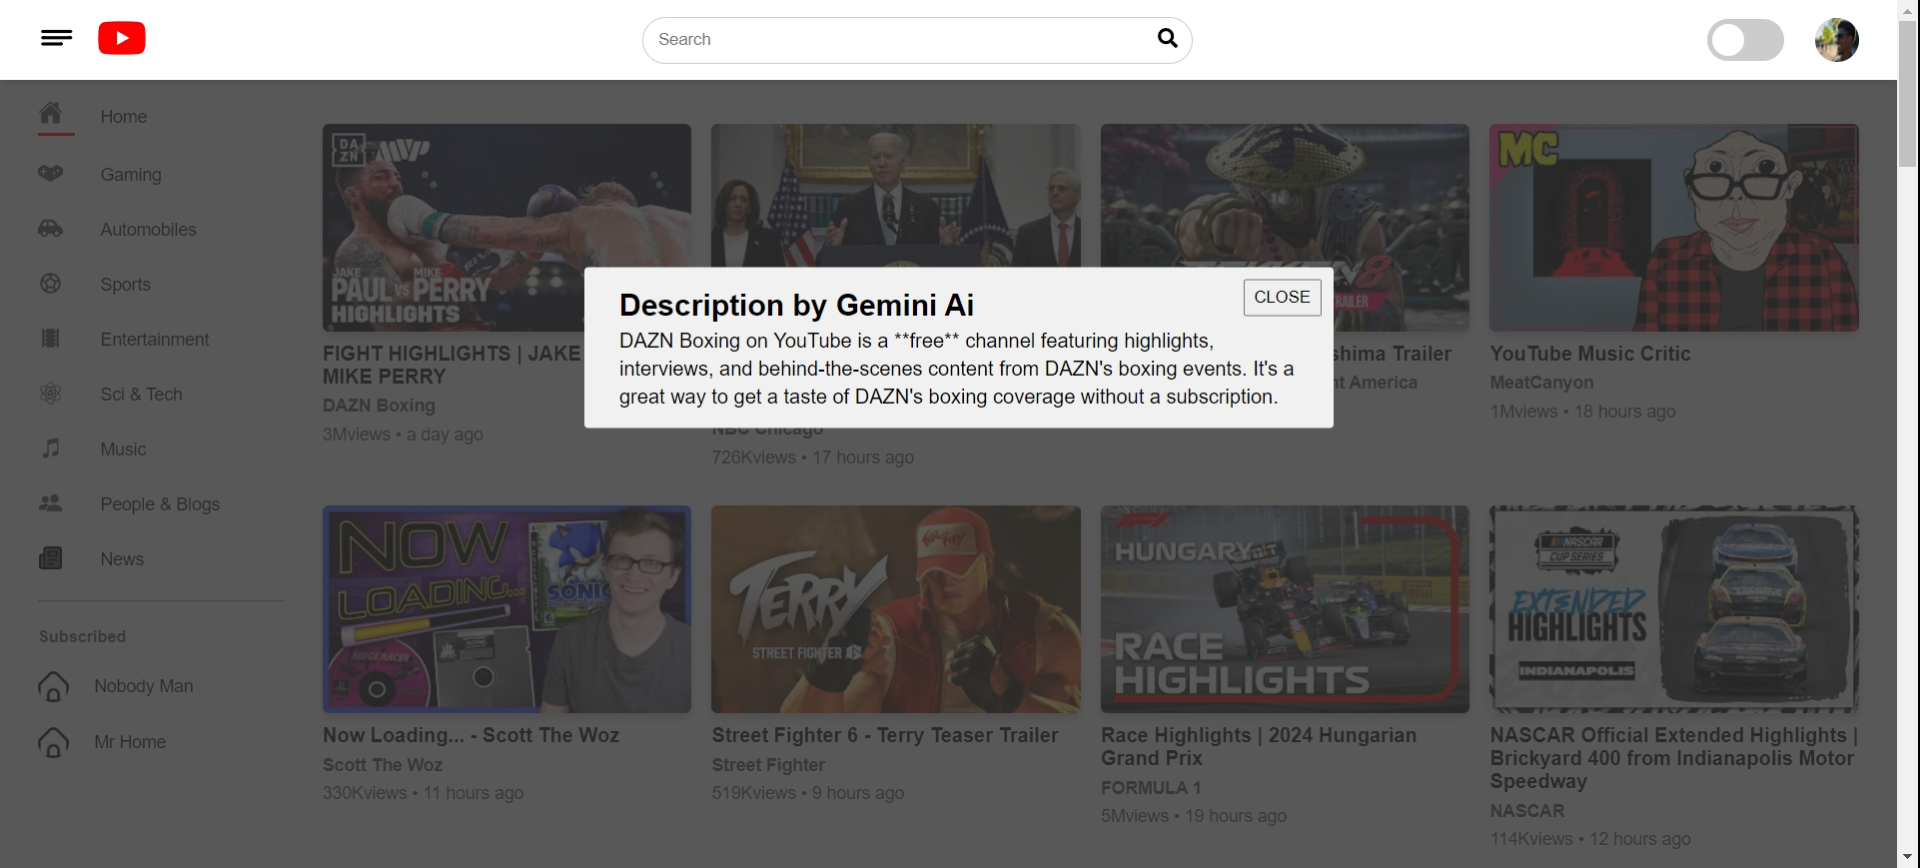 Search
Home
Gaming
Automobiles
Sports
Entertainment
Sci & Tech
Music
People & Blogs
News
Subscribed
Nobody Man
Mr Home
DA
ZN
MVP
JAKE MIKE
PAUL VS PERRY
HIGHLIGHTS
FIGHT HIGHLIGHTS | JAKE
MIKE PERRY
DAZN Boxing
3Mviews • a day ago
NBC Chicago
726Kviews • 17 hours ago
8
RAILER
shima Trailer
t America
MC
YouTube Music Critic
MeatCanyon
1Mviews • 18 hours ago
Description by Gemini Ai
CLOSE
DAZN Boxing on YouTube is a **free** channel featuring highlights,
interviews, and behind-the-scenes content from DAZN's boxing events. It's a
great way to get a taste of DAZN's boxing coverage without a subscription.
NOW
LOADING...
SONIC
RIDGE RACER
Now Loading... - Scott The Woz
Scott The Woz
330Kviews • 11 hours ago
TERRY
STREET FIGHTER 6
Street Fighter 6 - Terry Teaser Trailer
Street Fighter
519Kviews • 9 hours ago
F1
HUNGARY
RACE
HIGHLIGHTS
Race Highlights | 2024 Hungarian
Grand Prix
FORMULA 1
5Mviews • 19 hours ago
NASCAR
CUP SERIES
EXTENDED
HIGHLIGHTS
INDIANAPOLIS
NASCAR Official Extended Highlights |
Brickyard 400 from Indianapolis Motor
Speedway
NASCAR
114Kviews • 12 hours ago